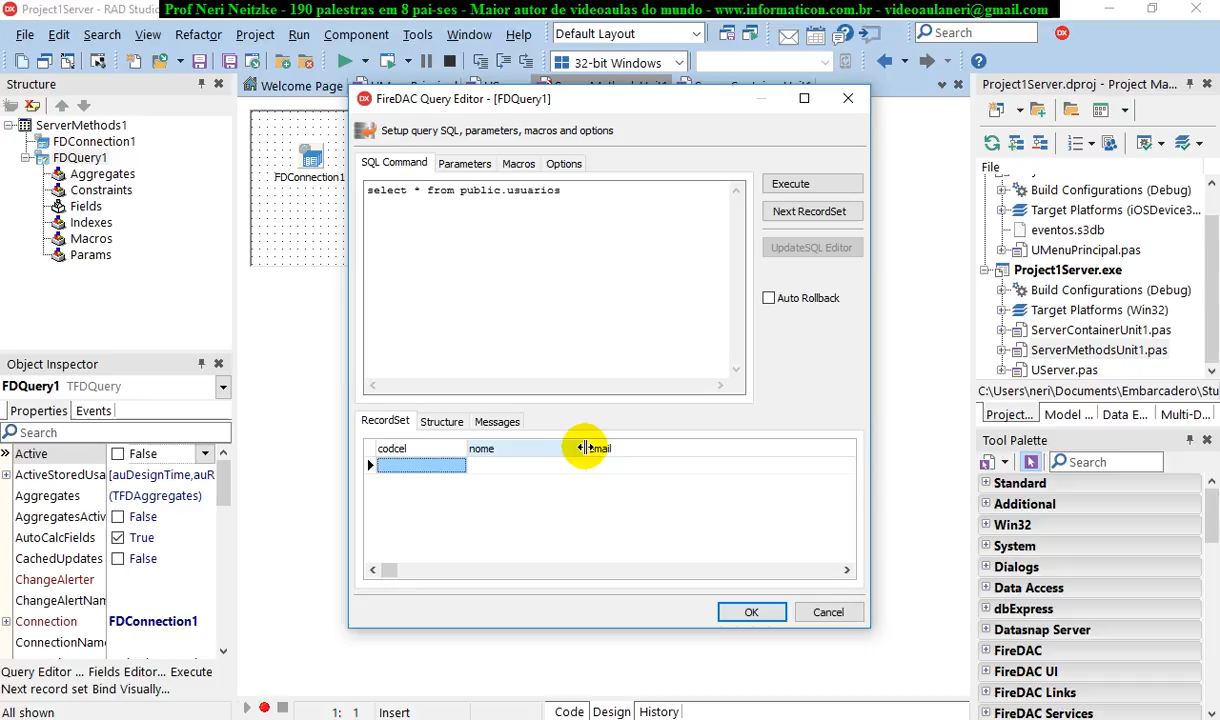 Project1Server - RAD Studio
Prof Neri Neitzke - 190 palestras em 8 pai-ses - Maior autor de videoaulas do mundo - www.informaticon.com.br - videoaulaneri@gmail.com
File Edit Search View Refactor Project Run Component Tools Window Help
Default Layout
Search
32-bit Windows
Structure
Welcome Page
ServerMethods1
FDConnection1
FDQuery1
Aggregates
Constraints
Fields
Indexes
Macros
Params
FDConnection1
FireDAC Query Editor - [FDQuery1]
Setup query SQL, parameters, macros and options
SQL Command Parameters Macros Options
select * from public.usuarios
Execute
Next RecordSet
UpdateSQL Editor
Auto Rollback
RecordSet Structure Messages
codcel nome
OK Cancel
Object Inspector
FDQuery1 TFDQuery
Properties Events
Search
Active False
ActiveStoredUsa [auDesignTime,auR
Aggregates (TFDAggregates)
AggregatesActiv False
AutoCalcFields True
CachedUpdates False
ChangeAlerter
ChangeAlertNam
Connection FDConnection1
ConnectionName
Query Editor ... Fields Editor... Execute
Next record set Bind Visually...
All shown
1: 1 Insert
Code Design History
Project1Server.dproj - Project Ma...
File
Build Configurations (Debug)
Target Platforms (iOSDevice3...
eventos.s3db
UMenuPrincipal.pas
Project1Server.exe
Build Configurations (Debug)
Target Platforms (Win32)
ServerContainerUnit1.pas
ServerMethodsUnit1.pas
UServer.pas
C:\Users\neri\Documents\Embarcadero\Stu
Project... Model ... Data E... Multi-D...
Tool Palette
Search
Standard
Additional
Win32
System
Dialogs
Data Access
dbExpress
Datasnap Server
FireDAC
FireDAC UI
FireDAC Links
FireDAC Services